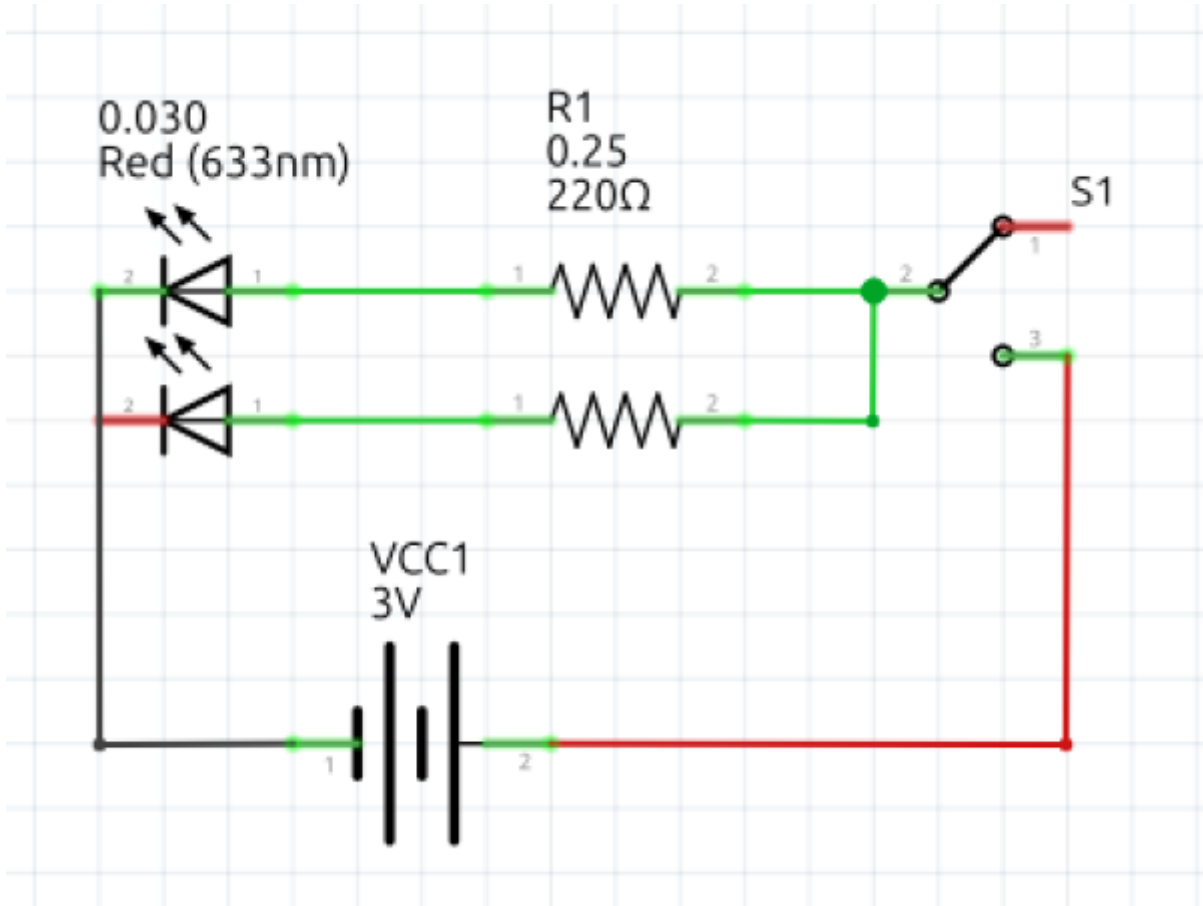 0.030
Red (633nm)
R1
0.25
220Ω
S1
1
2 1 1 2 2
3
2 1 1 2
VCC1
3V
1 2